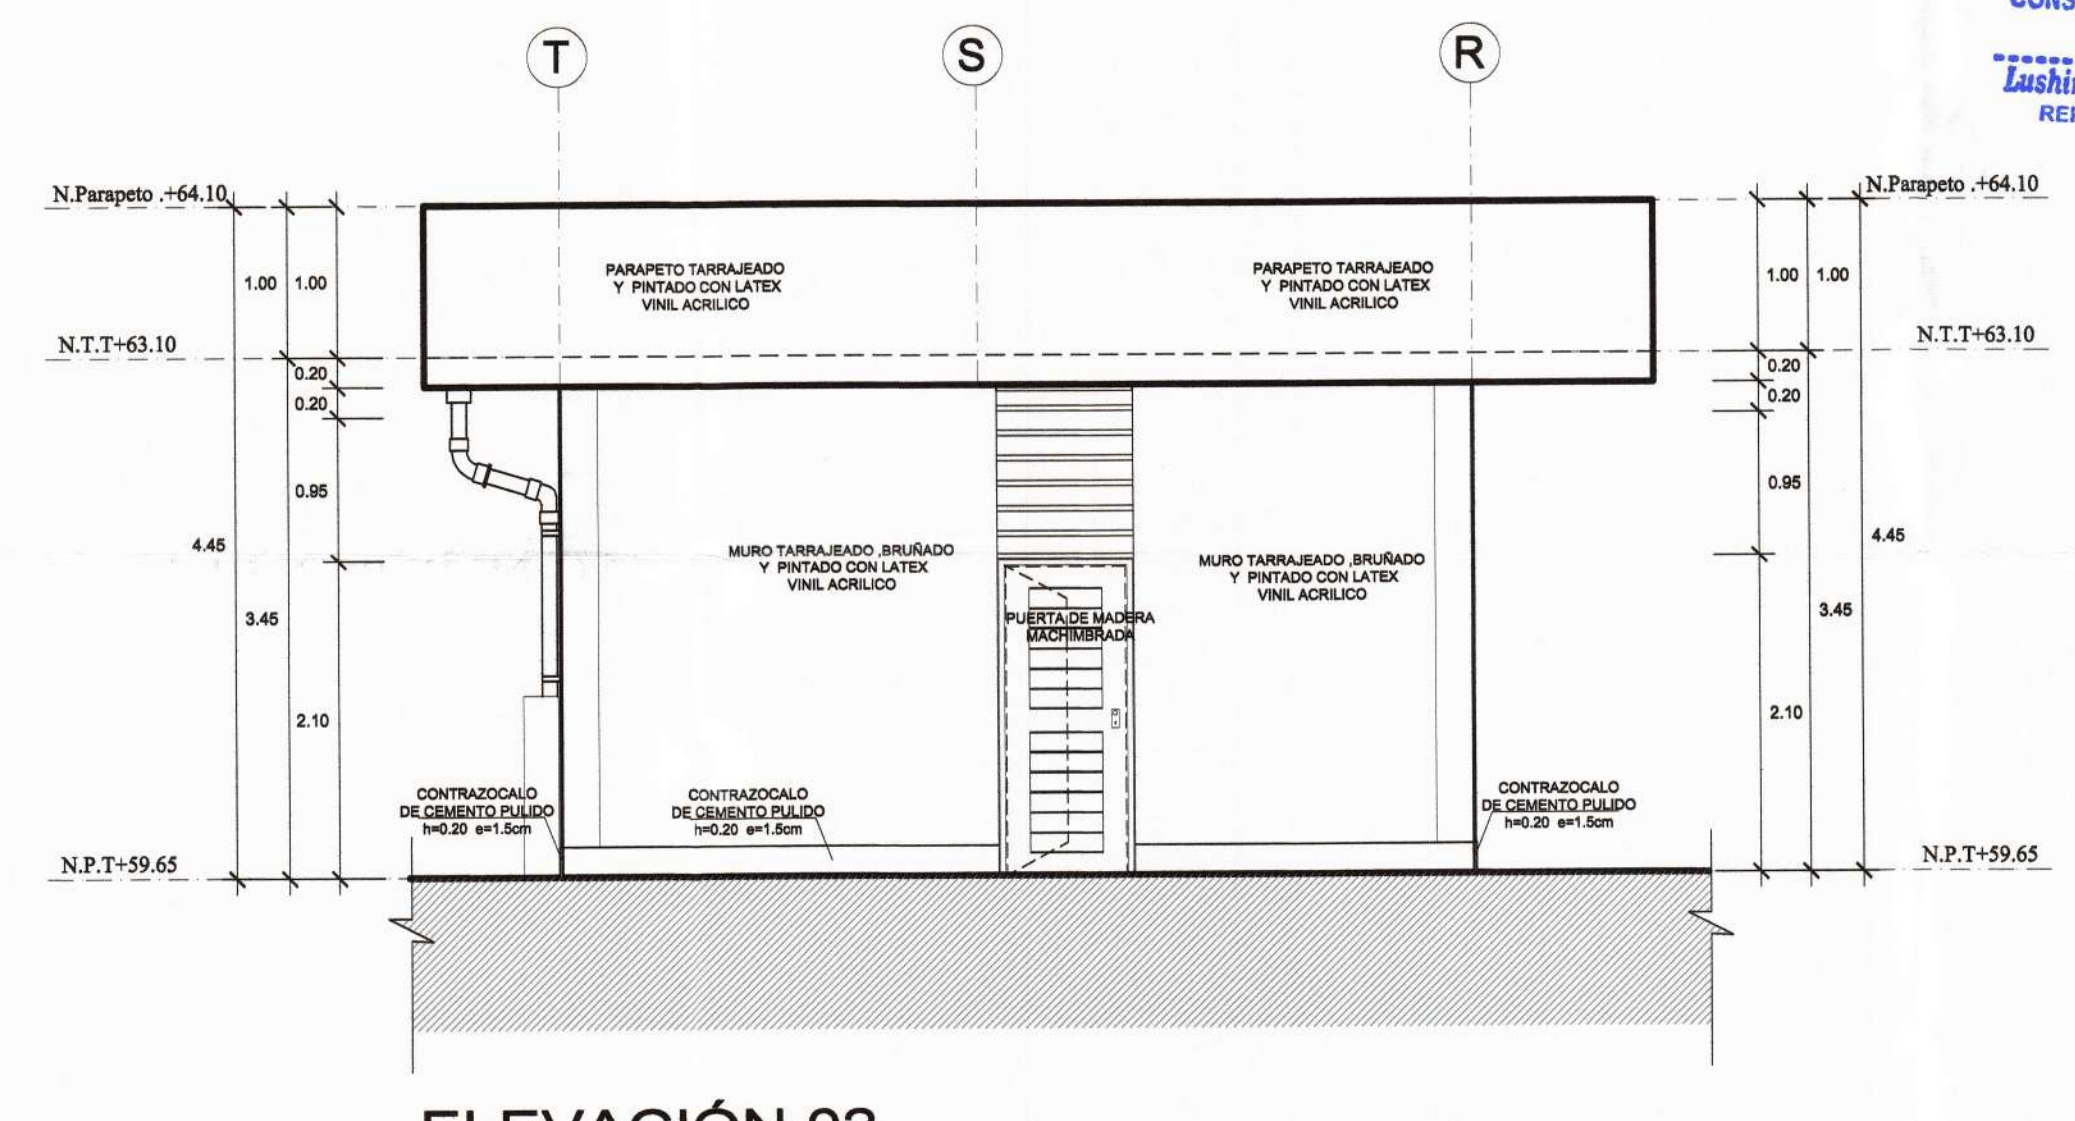 T
S
R
N.Parapeto .+64.10
N.Parapeto .+64.10
PARAPETO TARRAJEADO
Y PINTADO CON LATEX
VINIL ACRILICO
PARAPETO TARRAJEADO
Y PINTADO CON LATEX
VINIL ACRILICO
1.00
1.00
1.00
1.00
N.T.T+63.10
N.T.T+63.10
0.20
0.20
0.20
0.20
0.95
0.95
4.45
4.45
MURO TARRAJEADO ,BRUÑADO
Y PINTADO CON LATEX
VINIL ACRILICO
MURO TARRAJEADO ,BRUÑADO
Y PINTADO CON LATEX
VINIL ACRILICO
PUERTA DE MADERA
MACHIMBRADA
3.45
3.45
2.10
2.10
CONTRAZOCALO
DE CEMENTO PULIDO
h=0.20 e=1.5cm
CONTRAZOCALO
DE CEMENTO PULIDO
h=0.20 e=1.5cm
CONTRAZOCALO
DE CEMENTO PULIDO
h=0.20 e=1.5cm
N.P.T+59.65
N.P.T+59.65